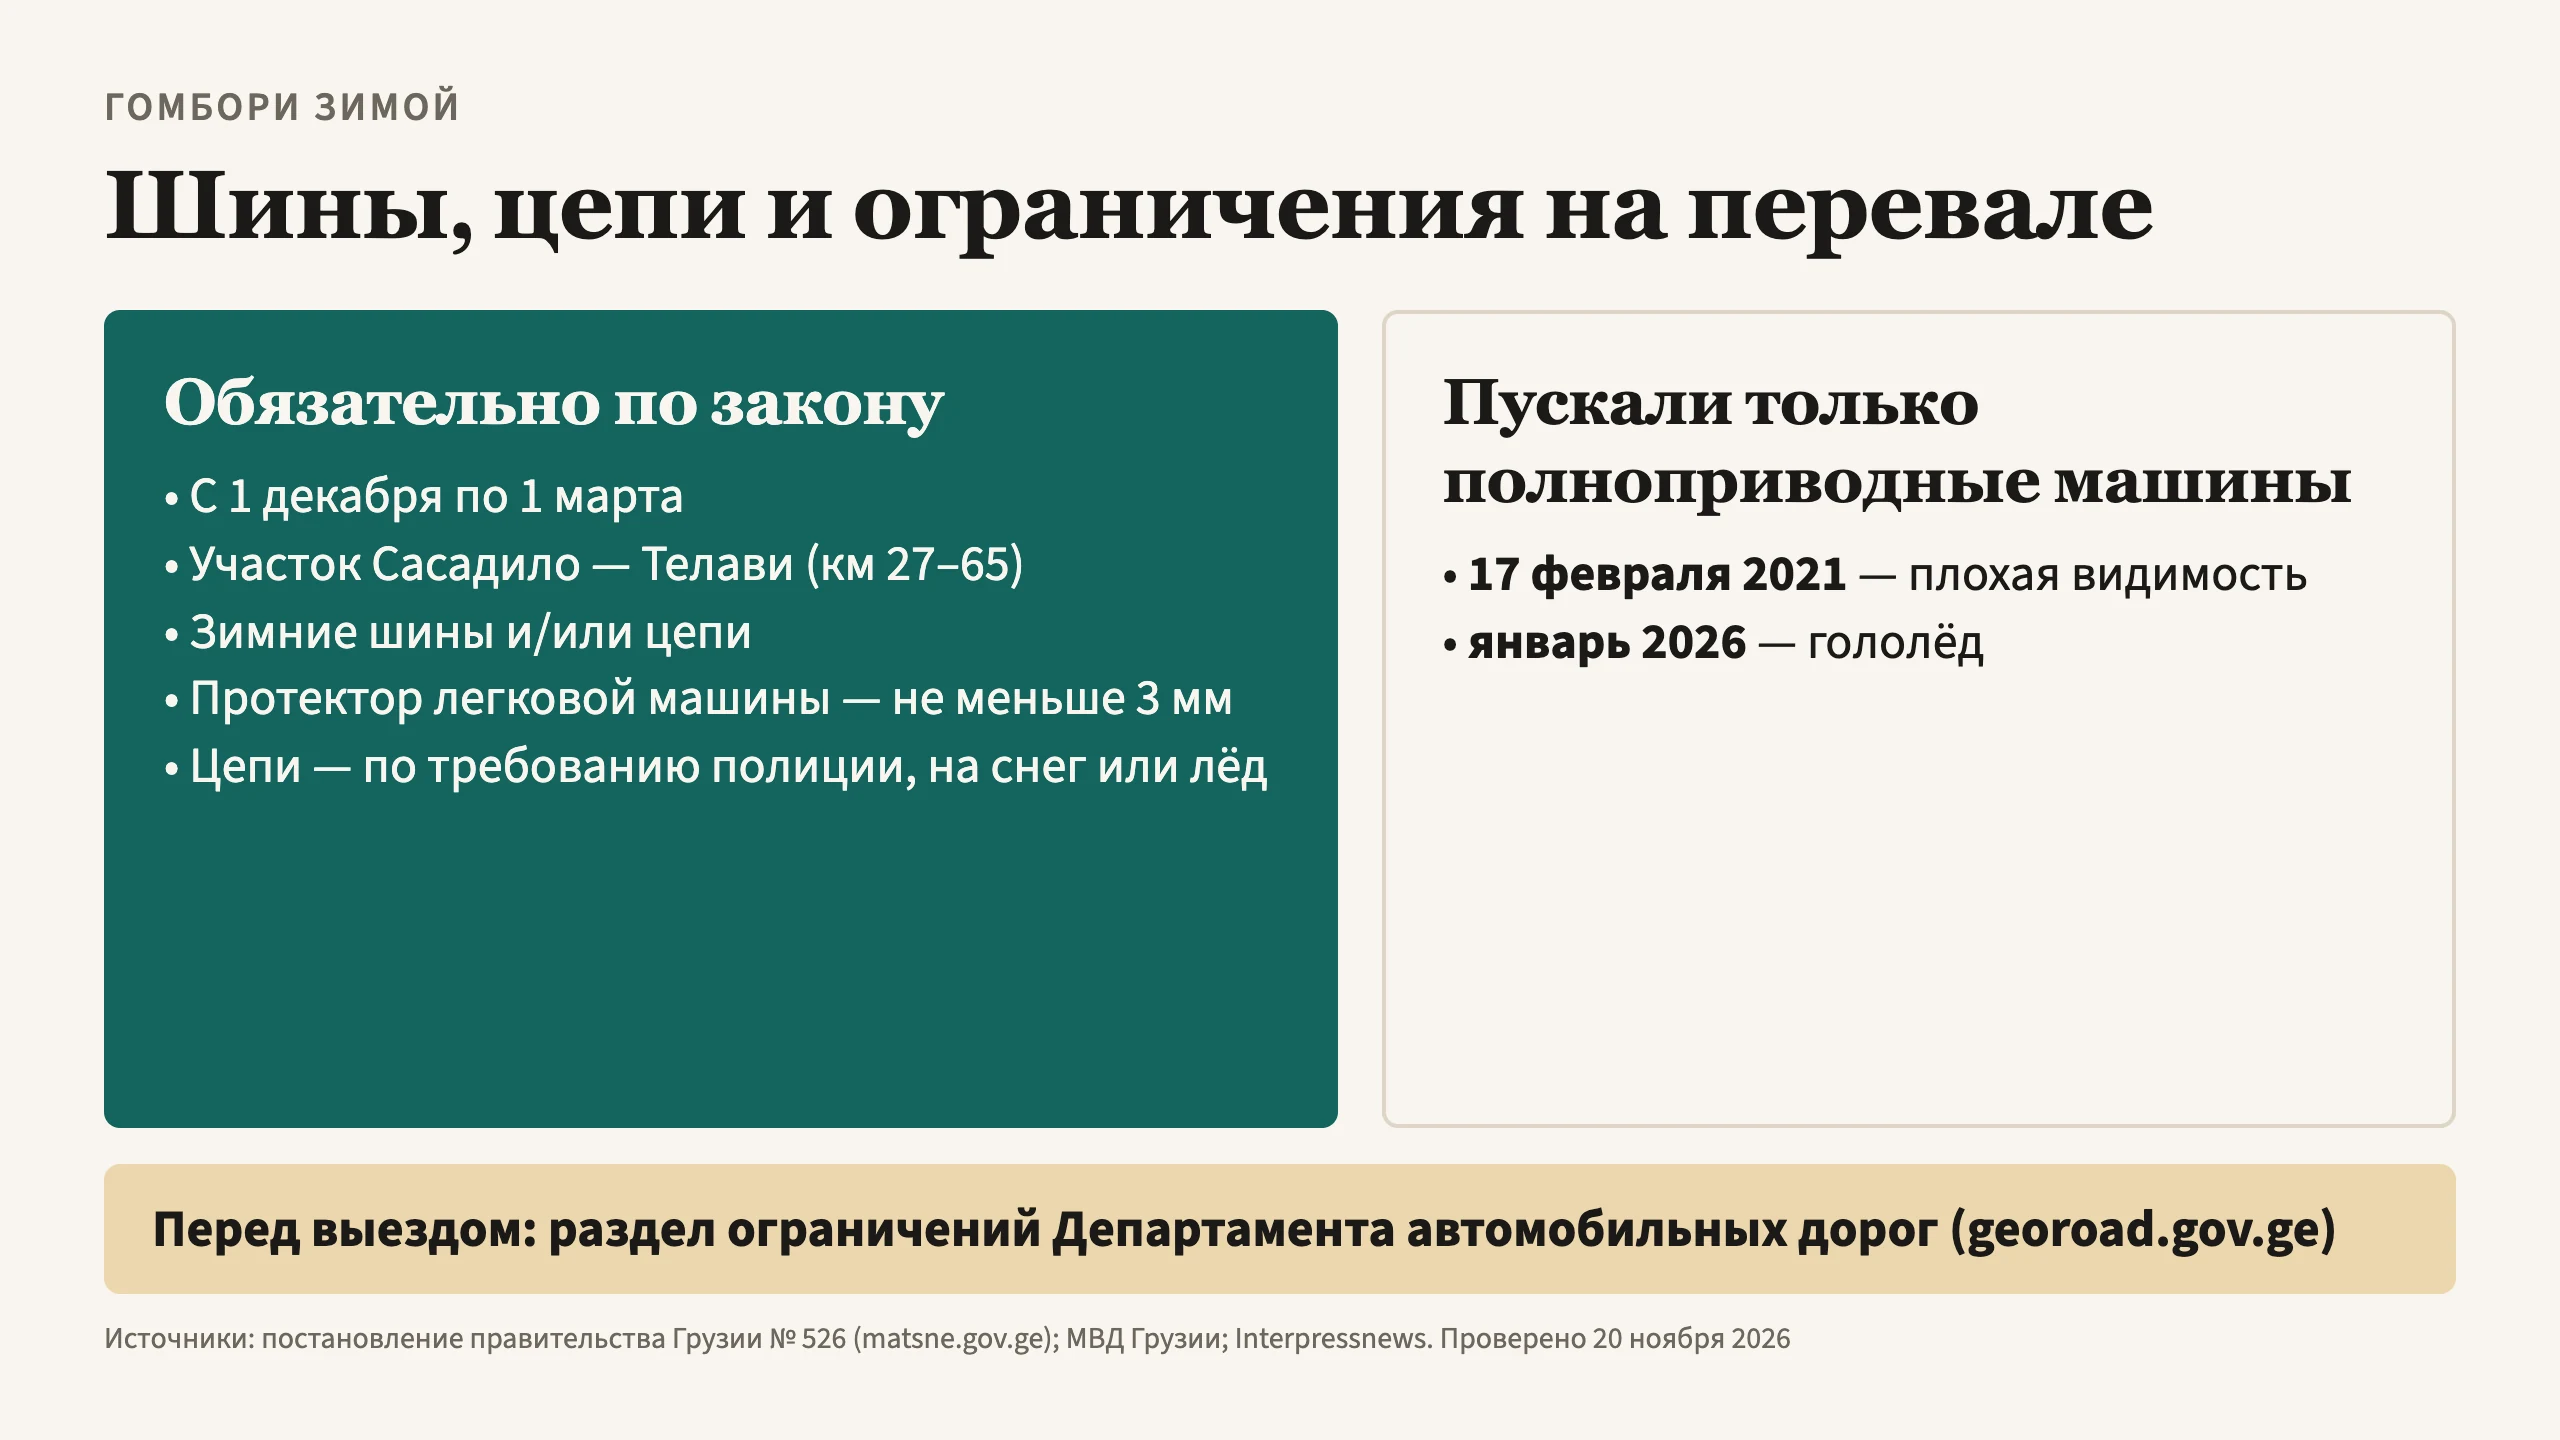 ГОМБОРИ ЗИМОЙ
Шины, цепи и ограничения на перевале
Обязательно по закону
• С 1 декабря по 1 марта
• Участок Сасадило — Телави (км 27–65)
• Зимние шины и/или цепи
• Протектор легковой машины — не меньше 3 мм
• Цепи — по требованию полиции, на снег или лёд
Пускали только
полноприводные машины
• 17 февраля 2021 — плохая видимость
• январь 2026 — гололёд
Перед выездом: раздел ограничений Департамента автомобильных дорог (georoad.gov.ge)
Источники: постановление правительства Грузии № 526 (matsne.gov.ge); МВД Грузии; Interpressnews. Проверено 20 ноября 2026